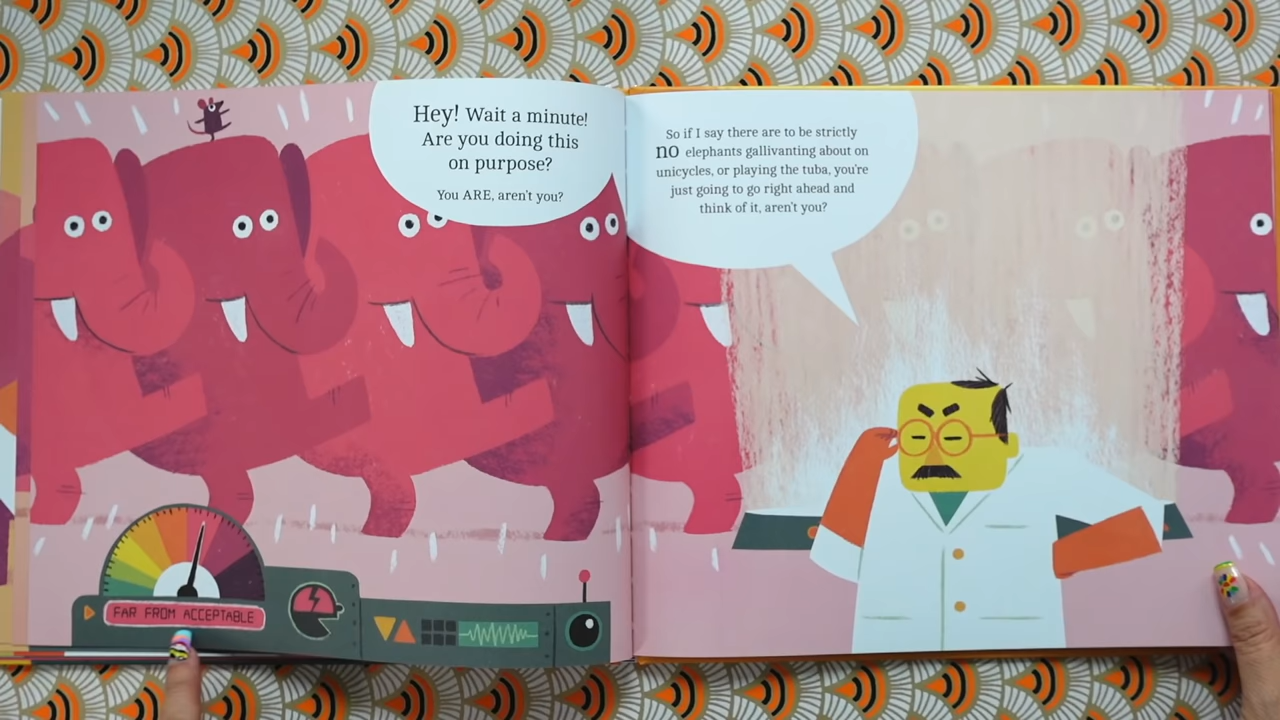 Hey! Wait a minute!
Are you doing this
on purpose?
You ARE, aren't you?
So if I say there are to be strictly
no elephants gallivanting about on
unicycles, or playing the tuba, you're
just going to go right ahead and
think of it, aren't you?
FAR FROM ACCEPTABLE